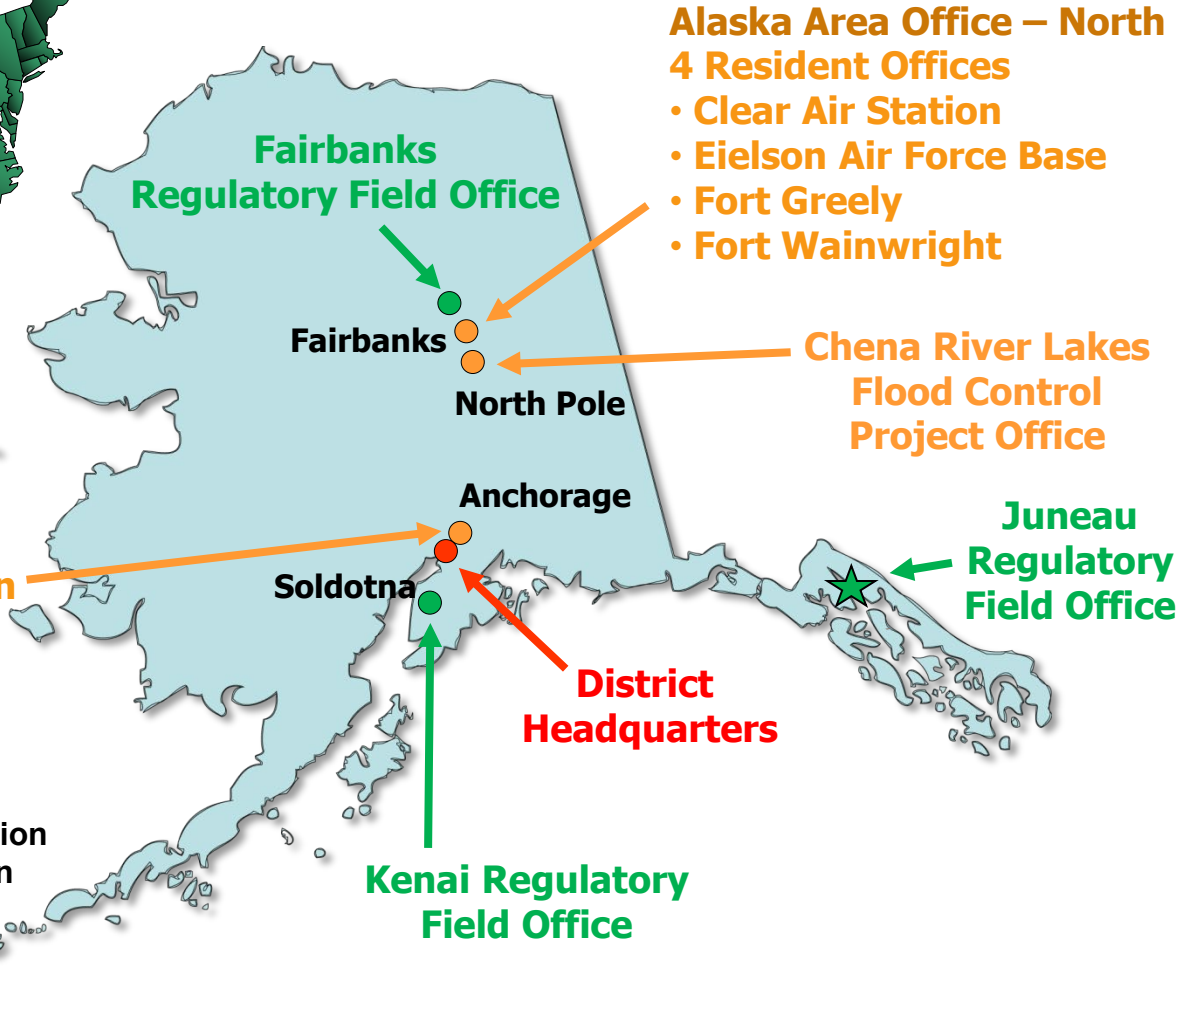 Alaska Area Office – North
4 Resident Offices
• Clear Air Station
• Eielson Air Force Base
• Fort Greely
• Fort Wainwright
Fairbanks
Regulatory Field Office
Fairbanks
North Pole
Chena River Lakes
Flood Control
Project Office
Anchorage
Soldotna
Juneau
Regulatory
Field Office
District
Headquarters
Kenai Regulatory
Field Office
n
ion
n